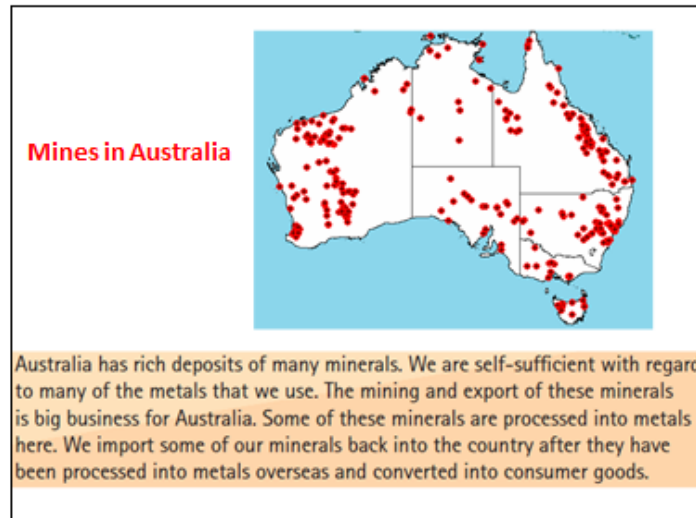 Mines in Australia
Australia has rich deposits of many minerals. We are self-sufficient with regard
to many of the metals that we use. The mining and export of these minerals
is big business for Australia. Some of these minerals are processed into metals
here. We import some of our minerals back into the country after they have
been processed into metals overseas and converted into consumer goods.